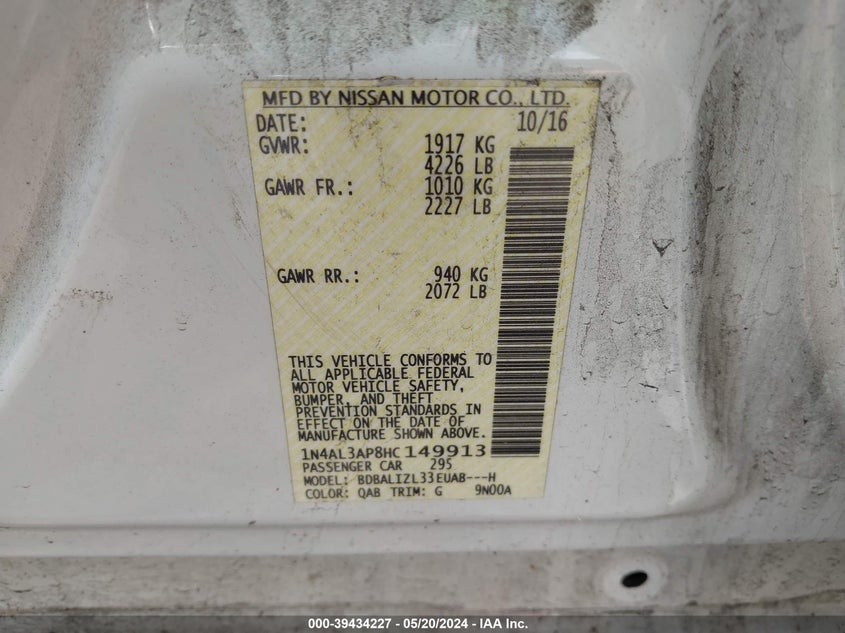 MFD BY NISSAN MOTOR CO., LTD.
DATE: 10/16
GVWR: 1917 KG
4226 LB
GAWR FR.: 1010 KG
2227 LB
GAWR RR.: 940 KG
2072 LB
THIS VEHICLE CONFORMS TO
ALL APPLICABLE FEDERAL
MOTOR VEHICLE SAFETY,
BUMPER, AND THEFT
PREVENTION STANDARDS IN
EFFECT ON THE DATE OF
MANUFACTURE SHOWN ABOVE.
1N4AL3AP8HC149913
PASSENGER CAR 295
MODEL: BDBALIZL33EUAB---H
COLOR: QAB TRIM: G 9N00A
000-39434227 - 05/20/2024 - IAA Inc.